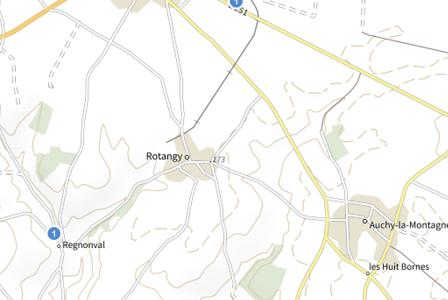 1
51
Rotangy
173
Auchy-la-Montagne
1
Regnonval
les Huit Bornes